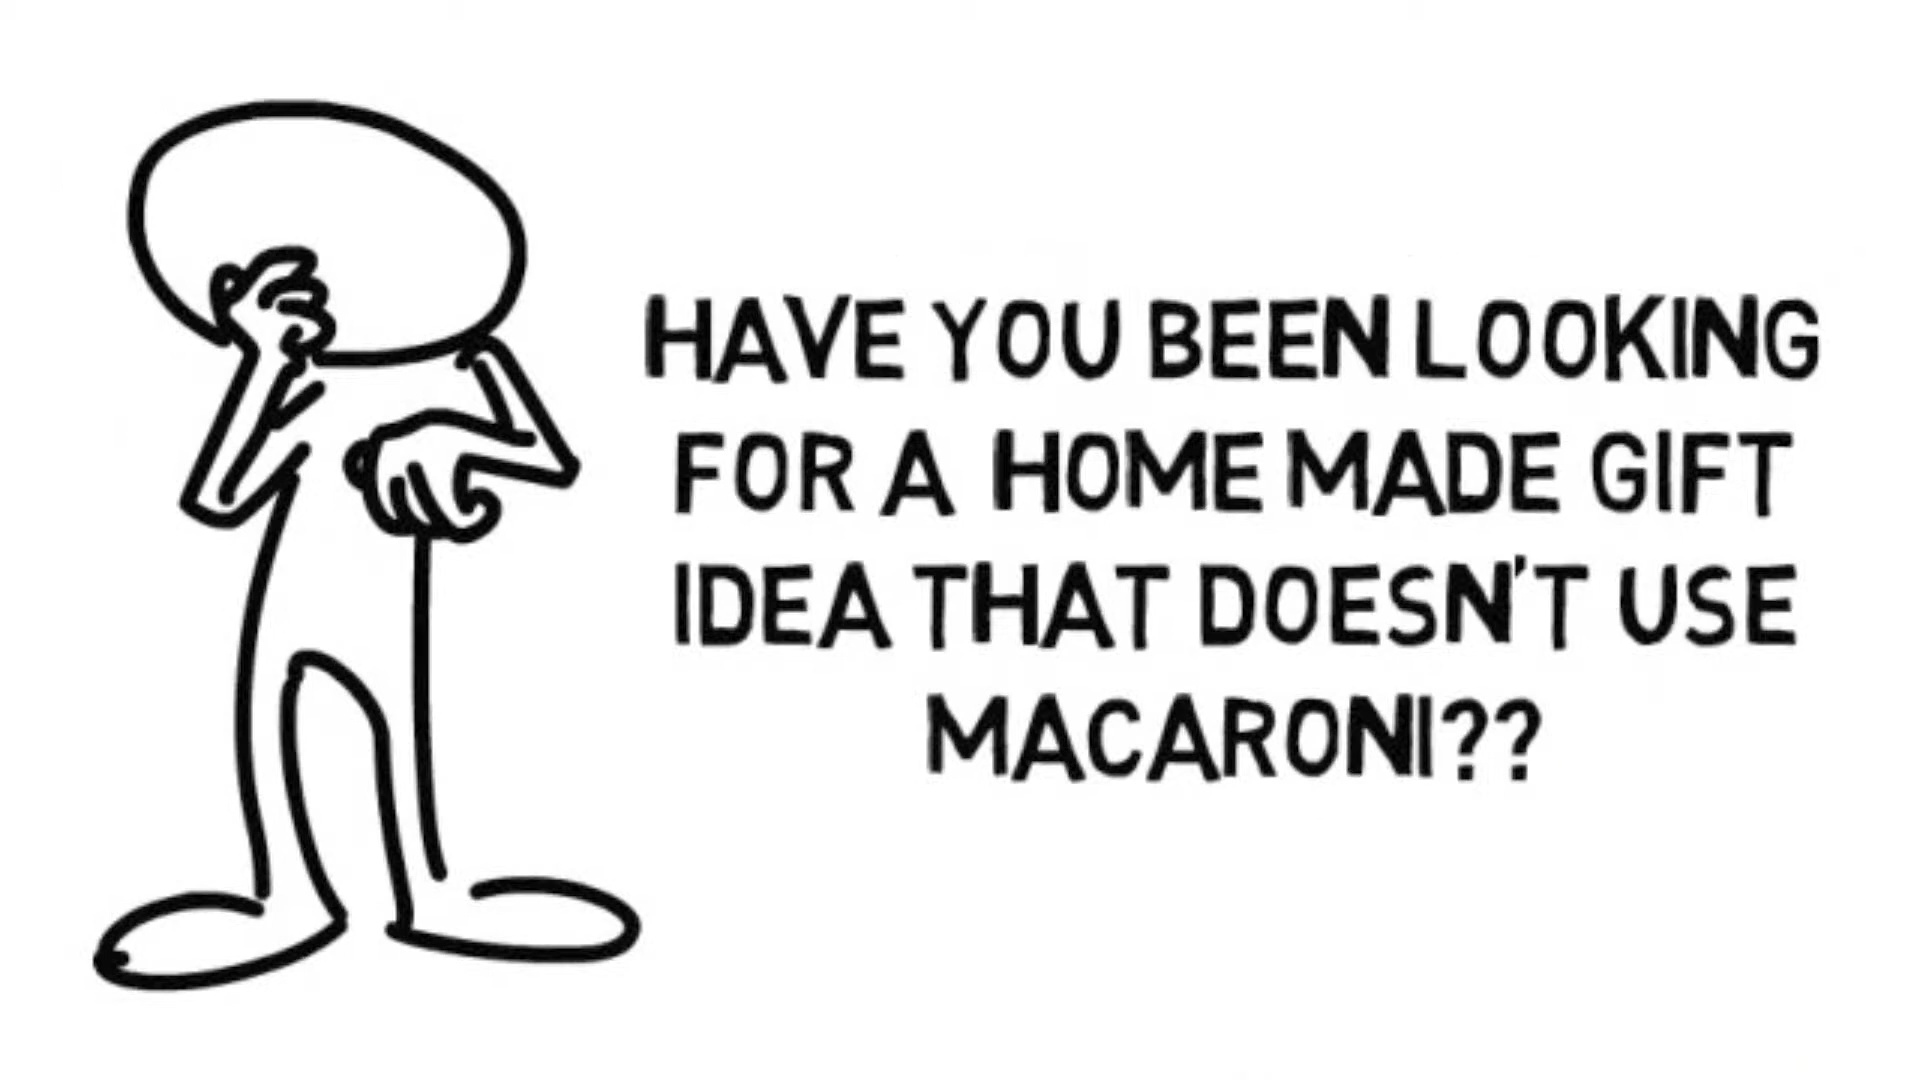 HAVE YOU BEEN LOOKING
FOR A HOME MADE GIFT
IDEA THAT DOESN'T USE
MACARONI??